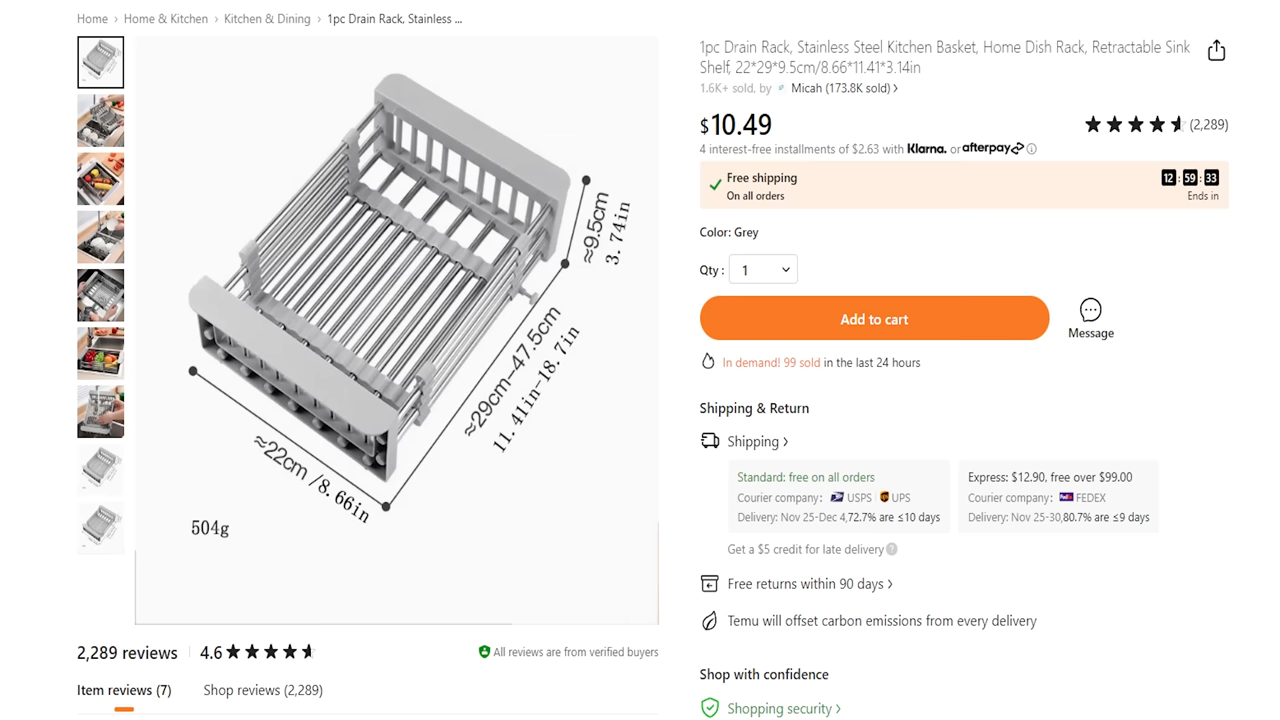 Home › Home & Kitchen › Kitchen & Dining › 1pc Drain Rack, Stainless ...
≈9.5cm
3.74in
≈29cm-47.5cm
11.41in-18.7in
≈22cm /8.66in
504g
2,289 reviews 4.6
All reviews are from verified buyers
Item reviews (7) Shop reviews (2,289)
1pc Drain Rack, Stainless Steel Kitchen Basket, Home Dish Rack, Retractable Sink
Shelf, 22*29*9.5cm/8.66*11.41*3.14in
1.6K+ sold, by Micah (173.8K sold) ›
$10.49
(2,289)
4 interest-free installments of $2.63 with Klarna. or afterpay
Free shipping
12 : 59 : 33
On all orders
Ends in
Color: Grey
Qty : 1
Add to cart
Message
In demand! 99 sold in the last 24 hours
Shipping & Return
Shipping ›
Standard: free on all orders
Courier company: USPS UPS
Delivery: Nov 25-Dec 4,72.7% are ≤10 days
Express: $12.90, free over $99.00
Courier company: FEDEX
Delivery: Nov 25-30,80.7% are ≤9 days
Get a $5 credit for late delivery ?
Free returns within 90 days ›
Temu will offset carbon emissions from every delivery
Shop with confidence
Shopping security ›